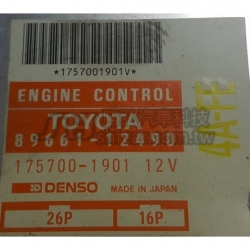 *1757001901V*
ENGINE CONTROL
TOYOTA
89661-12490
175700-1901 12V
DENSO MADE IN JAPAN
26P 16P
4A-FE